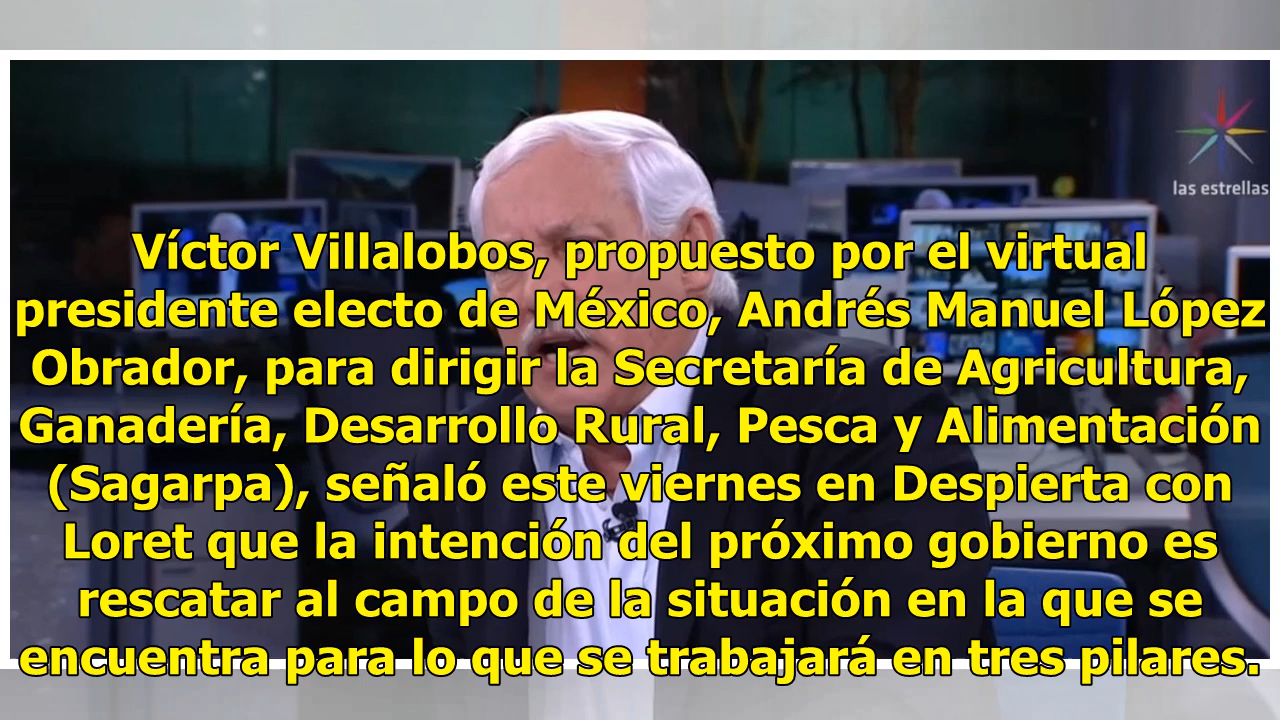 las estrellas
Víctor Villalobos, propuesto por el virtual
presidente electo de México, Andrés Manuel López
Obrador, para dirigir la Secretaría de Agricultura,
Ganadería, Desarrollo Rural, Pesca y Alimentación
(Sagarpa), señaló este viernes en Despierta con
Loret que la intención del próximo gobierno es
rescatar al campo de la situación en la que se
encuentra para lo que se trabajará en tres pilares.